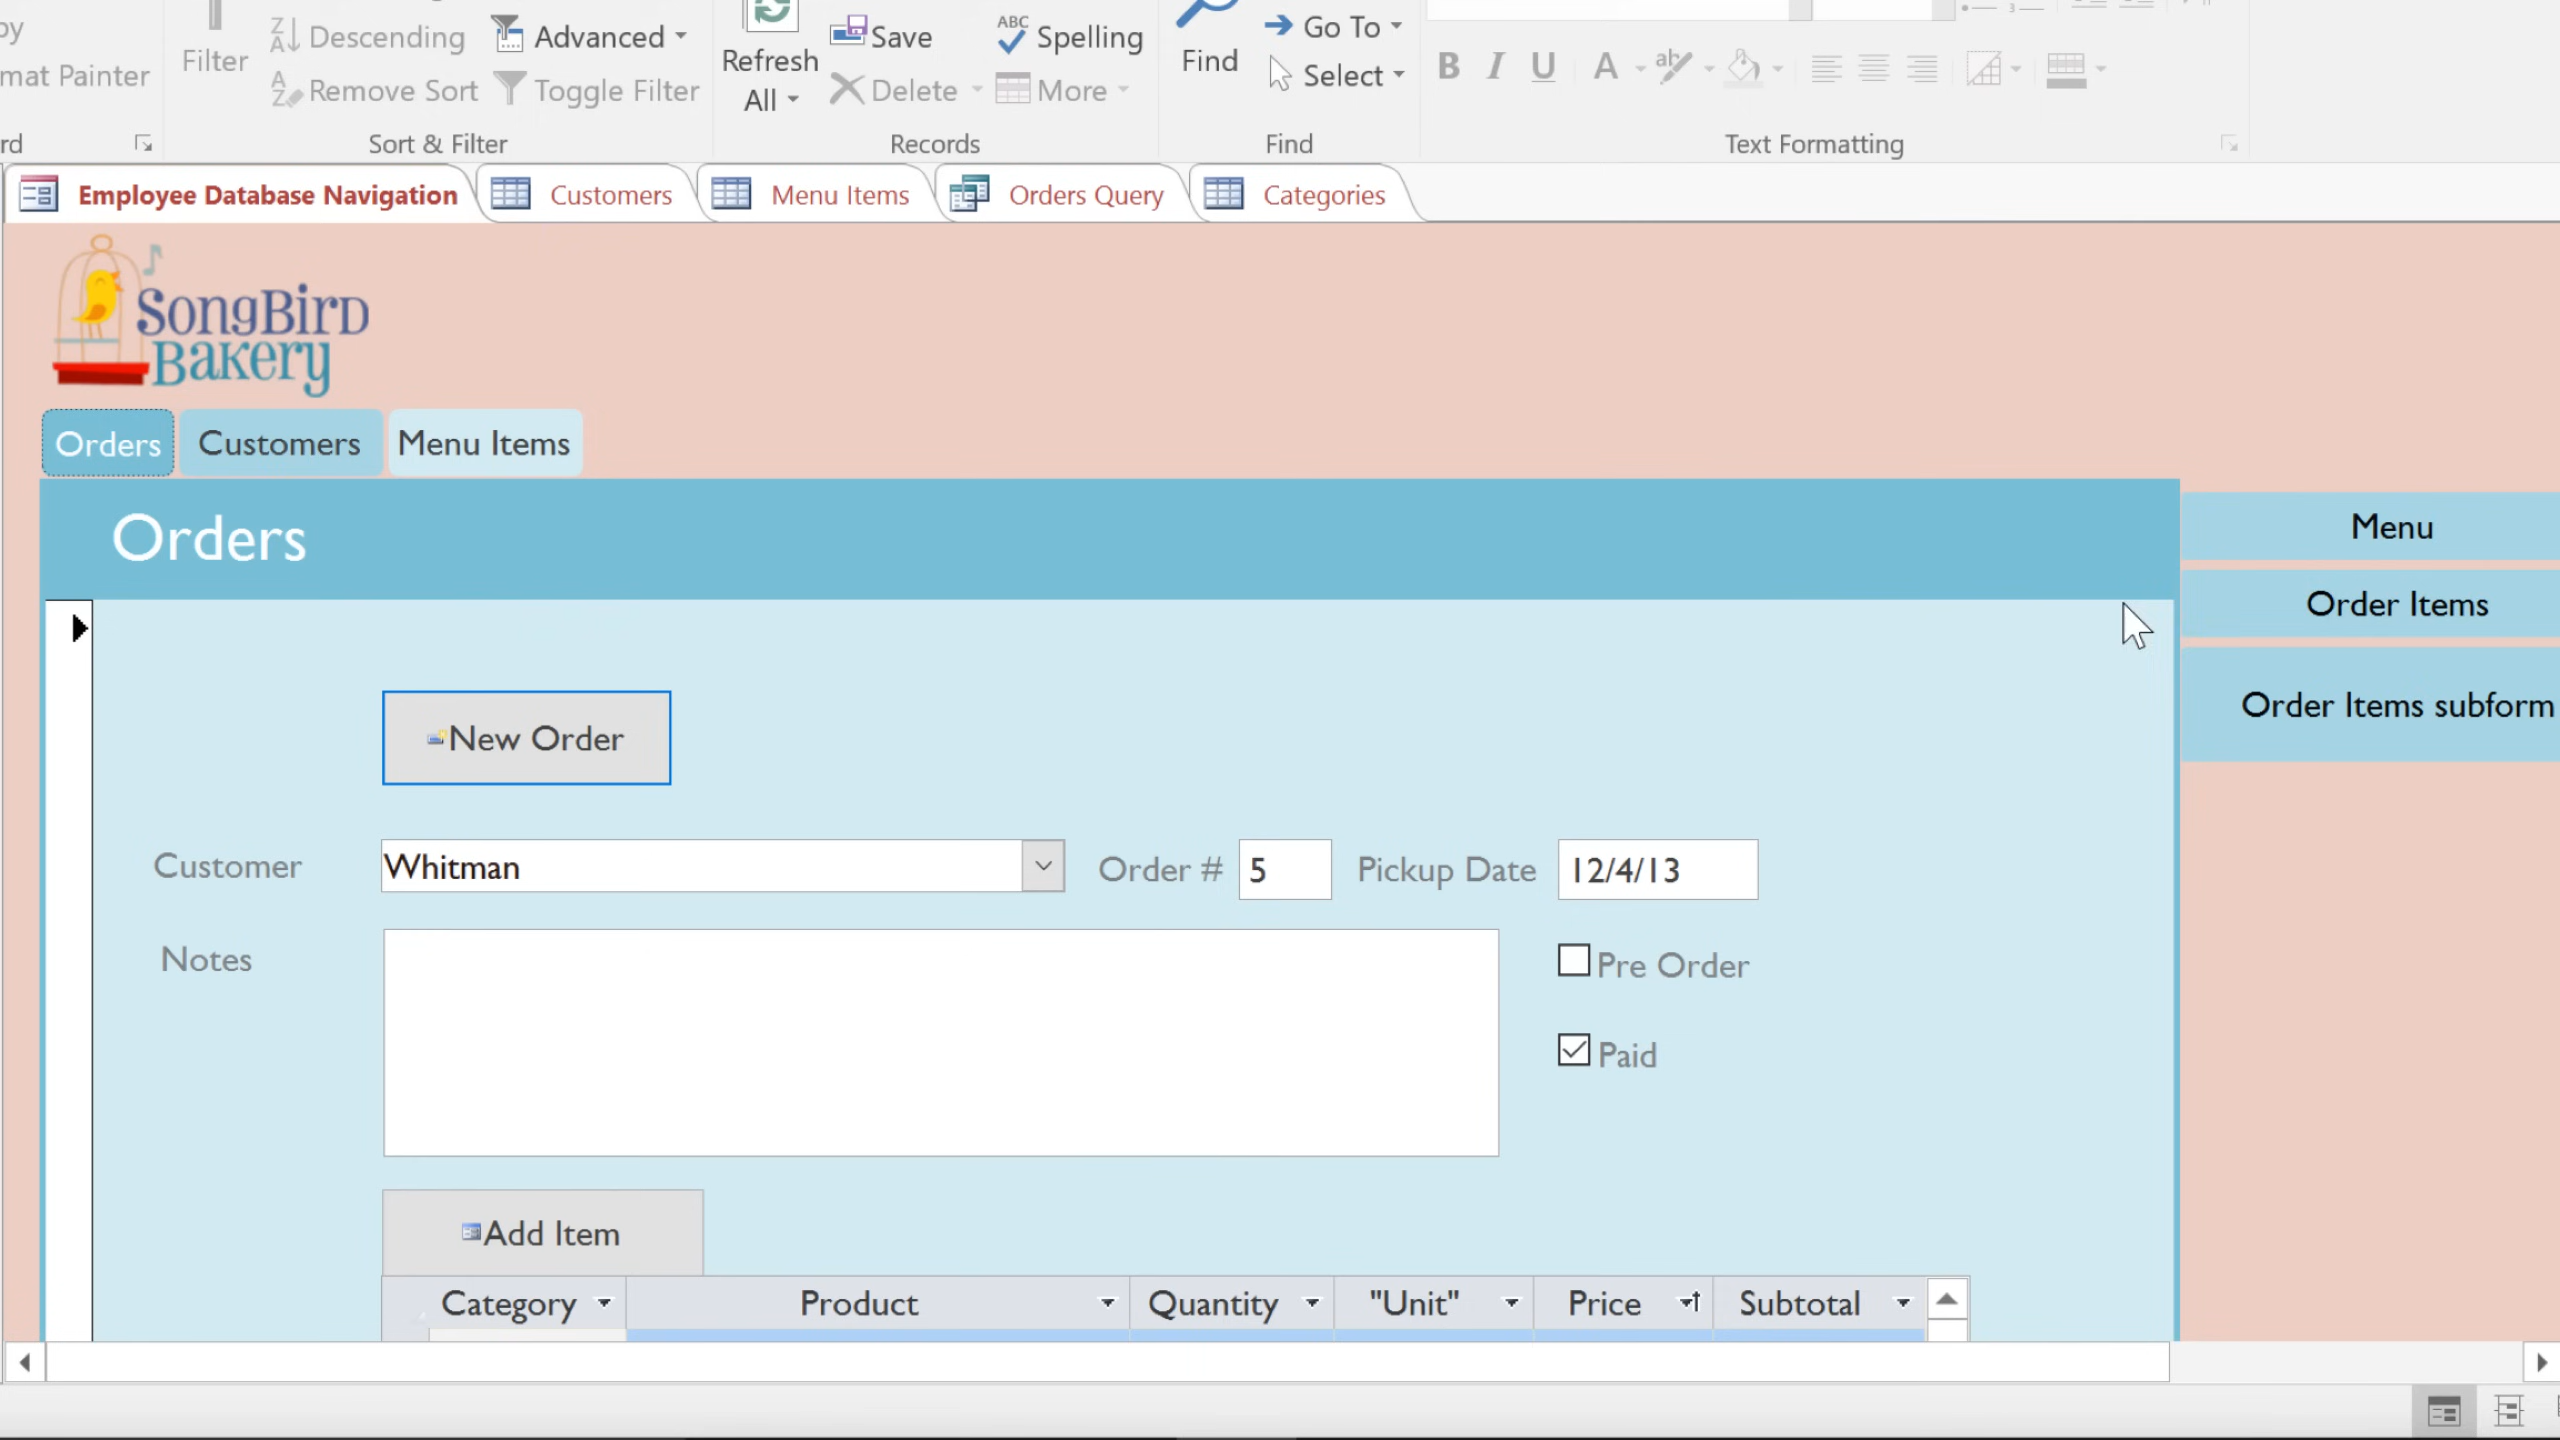 py
Format Painter
Filter
Descending
Remove Sort
Advanced
Toggle Filter
Sort & Filter
Refresh
All
Save
Delete
Spelling
More
Records
Find
Go To
Select
Find
B I U A
Text Formatting
Employee Database Navigation
Customers
Menu Items
Orders Query
Categories
SongBird
Bakery
Orders
Customers
Menu Items
Orders
Menu
Order Items
Order Items subform
New Order
Customer
Whitman
Order #
5
Pickup Date
12/4/13
Notes
Pre Order
Paid
Add Item
Category
Product
Quantity
"Unit"
Price
Subtotal